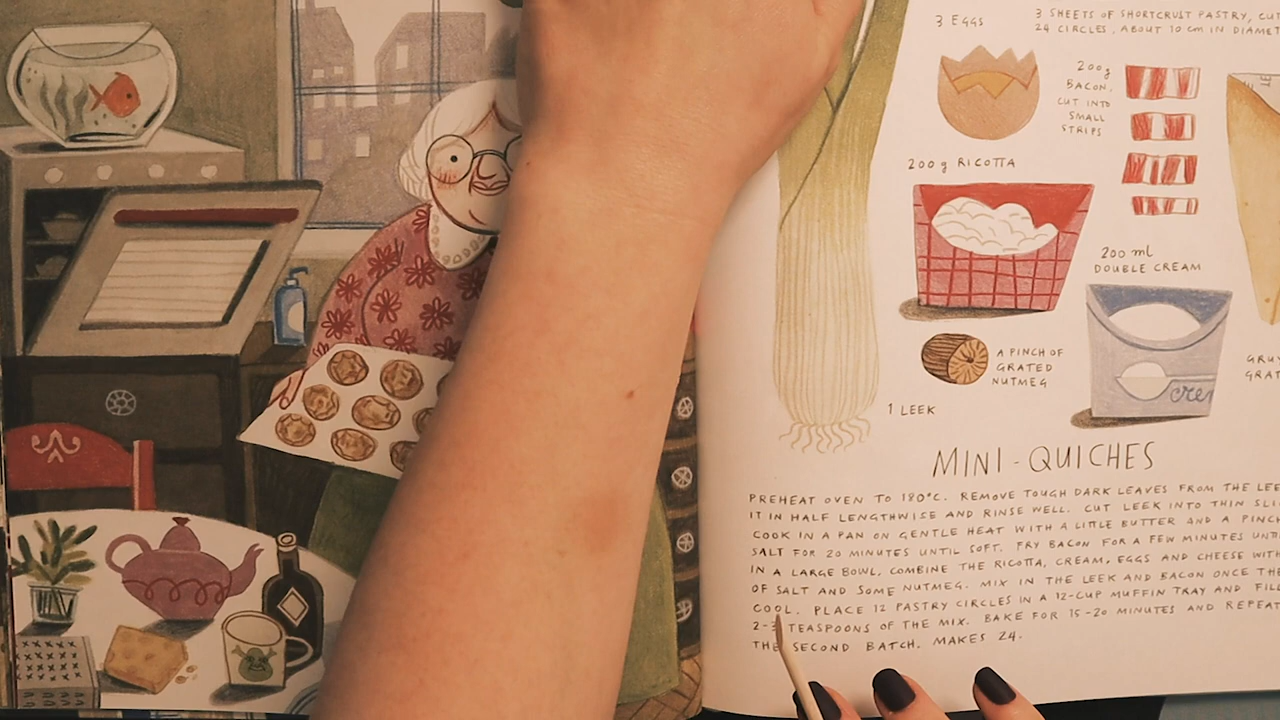 3 EGGS
3 SHEETS OF SHORTCRUST PASTRY, CUT
24 CIRCLES, ABOUT 10 cm IN DIAMET
200g
BACON,
CUT INTO
SMALL
STRIPS
200 g RICOTTA
200 ml
DOUBLE CREAM
A PINCH OF
GRATED
NUTMEG
crem
GRUY
GRAT
1 LEEK
MINI-QUICHES
PREHEAT OVEN TO 180°C. REMOVE TOUGH DARK LEAVES FROM THE LEE
IT IN HALF LENGTHWISE AND RINSE WELL. CUT LEEK INTO THIN SLI
COOK IN A PAN ON GENTLE HEAT WITH A LITTLE BUTTER AND A PINC
SALT FOR 20 MINUTES UNTIL SOFT. FRY BACON FOR A FEW MINUTES UNTI
IN A LARGE BOWL, COMBINE THE RICOTTA, CREAM, EGGS AND CHEESE WITH
OF SALT AND SOME NUTMEG. MIX IN THE LEEK AND BACON ONCE THE
COOL. PLACE 12 PASTRY CIRCLES IN A 12-CUP MUFFIN TRAY AND FILL
2-3 TEASPOONS OF THE MIX. BAKE FOR 15-20 MINUTES AND REPEAT
THE SECOND BATCH. MAKES 24.